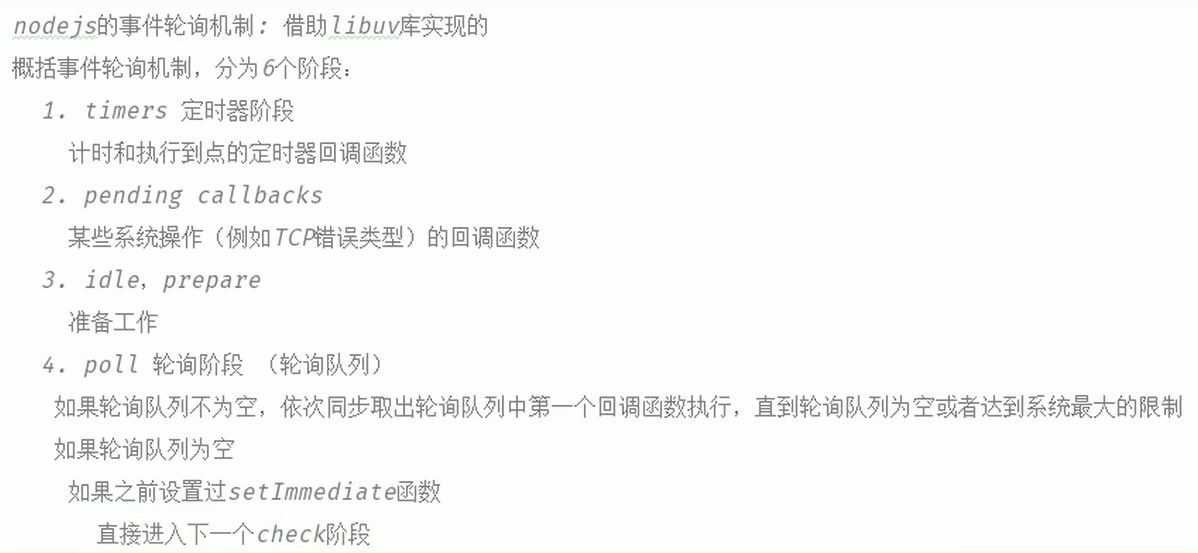 nodejs的事件轮询机制: 借助libuv库实现的
概括事件轮询机制，分为6个阶段:
1. timers 定时器阶段
计时和执行到点的定时器回调函数
2. pending callbacks
某些系统操作（例如TCP错误类型）的回调函数
3. idle, prepare
准备工作
4. poll 轮询阶段 （轮询队列）
如果轮询队列不为空，依次同步取出轮询队列中第一个回调函数执行，直到轮询队列为空或者达到系统最大的限制
如果轮询队列为空
如果之前设置过setImmediate函数
直接进入下一个check阶段